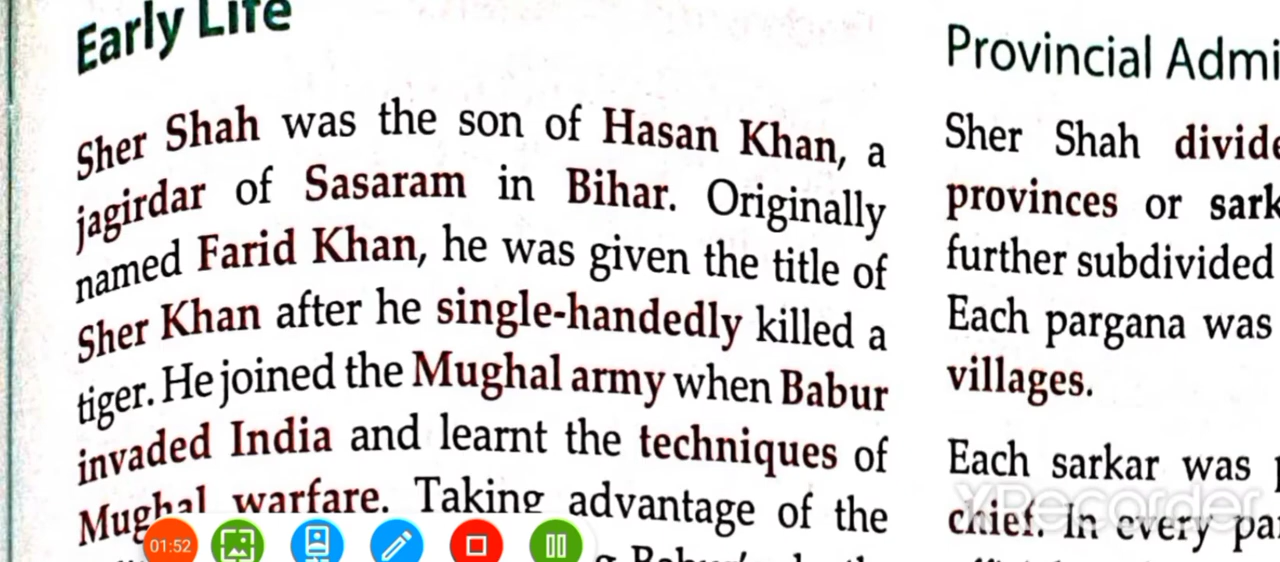 Early Life
Sher Shah was the son of Hasan Khan, a
jagirdar of Sasaram in Bihar. Originally
named Farid Khan, he was given the title of
Sher Khan after he single-handedly killed a
tiger. He joined the Mughal army when Babur
invaded India and learnt the techniques of
Mughal warfare. Taking advantage of the
Provincial Admi
Sher Shah divide
provinces or sark
further subdivided
Each pargana was
villages.
Each sarkar was
chief. In every pa
XRecorder
01:52